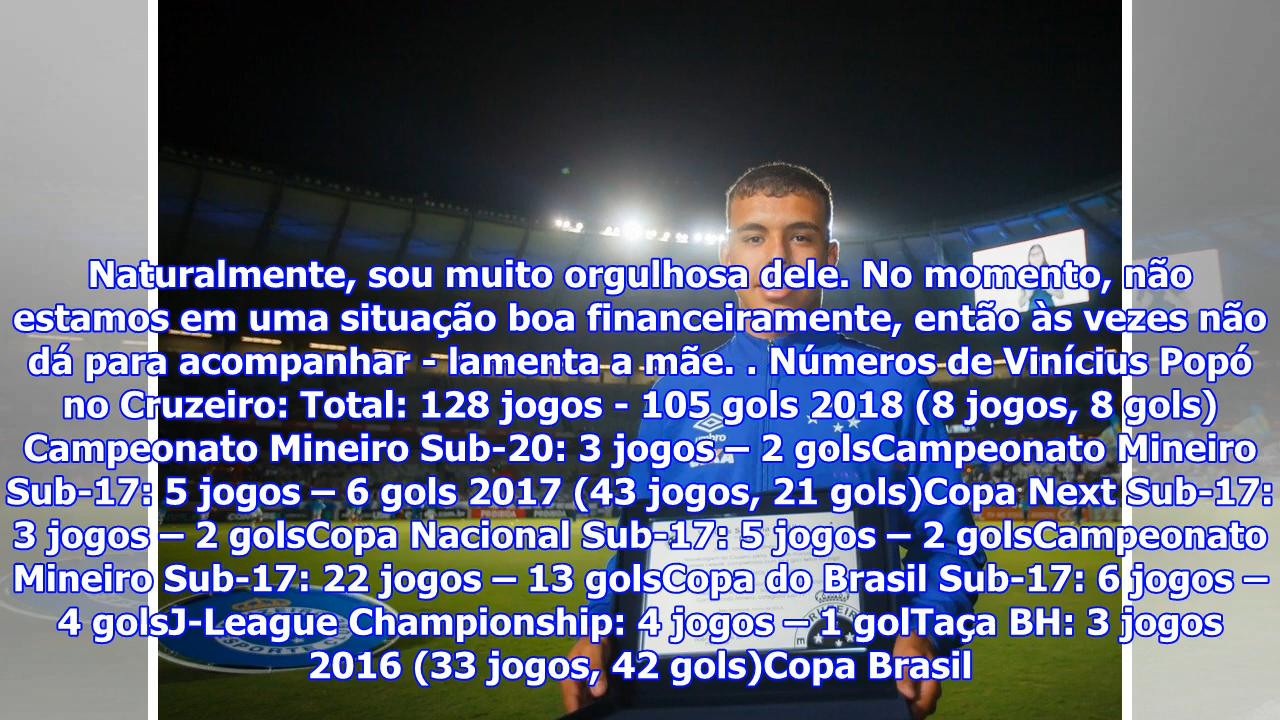 Naturalmente, sou muito orgulhosa dele. No momento, não
estamos em uma situação boa financeiramente, então às vezes não
dá para acompanhar - lamenta a mãe. . Números de Vinícius Popó
no Cruzeiro: Total: 128 jogos - 105 gols 2018 (8 jogos, 8 gols)
Campeonato Mineiro Sub-20: 3 jogos – 2 golsCampeonato Mineiro
Sub-17: 5 jogos – 6 gols 2017 (43 jogos, 21 gols)Copa Next Sub-17:
3 jogos – 2 golsCopa Nacional Sub-17: 5 jogos – 2 golsCampeonato
Mineiro Sub-17: 22 jogos – 13 golsCopa do Brasil Sub-17: 6 jogos –
4 golsJ-League Championship: 4 jogos – 1 golTaça BH: 3 jogos
2016 (33 jogos, 42 gols)Copa Brasil
umbro
PROIBIDA